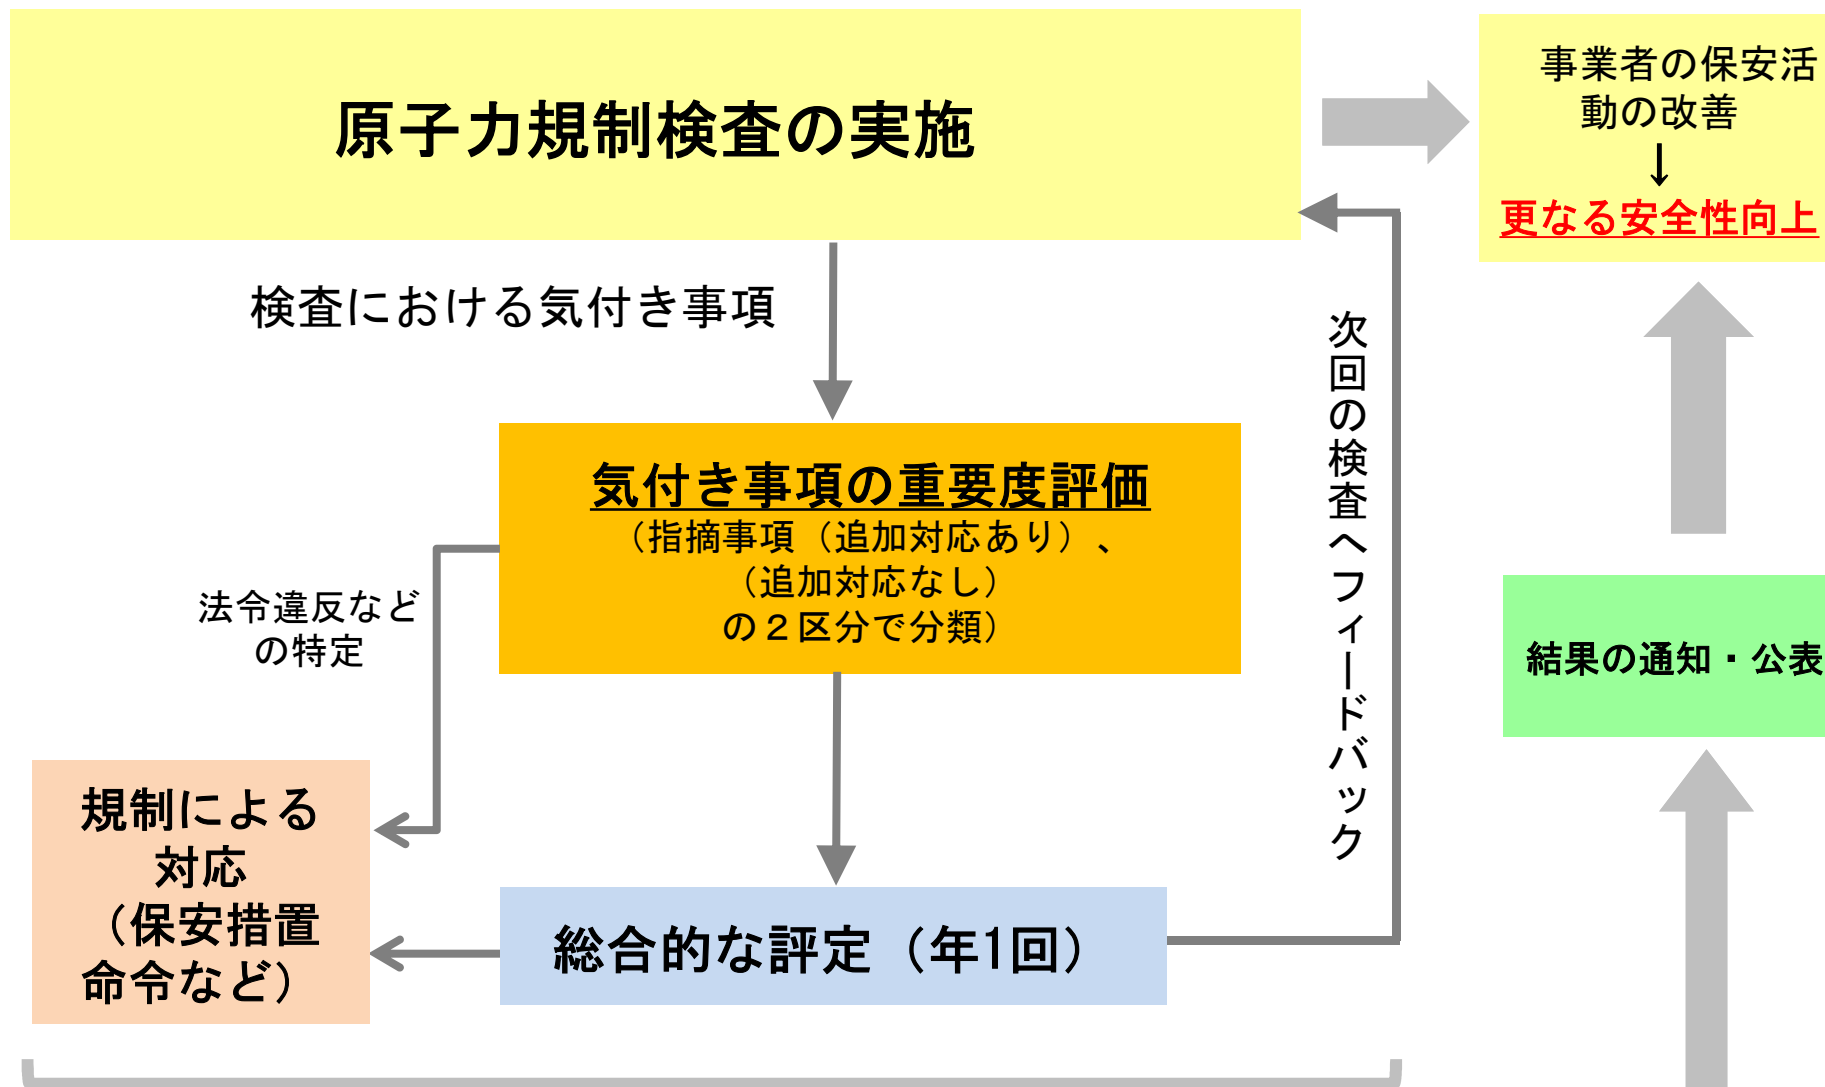 原子力規制検査の実施
事業者の保安活
動の改善
↓
更なる安全性向上
検査における気付き事項
次回の検査へフィードバック
気付き事項の重要度評価
（指摘事項（追加対応あり）、
（追加対応なし）
の２区分で分類）
法令違反など
の特定
結果の通知・公表
規制による
対応
（保安措置
命令など）
総合的な評定（年1回）